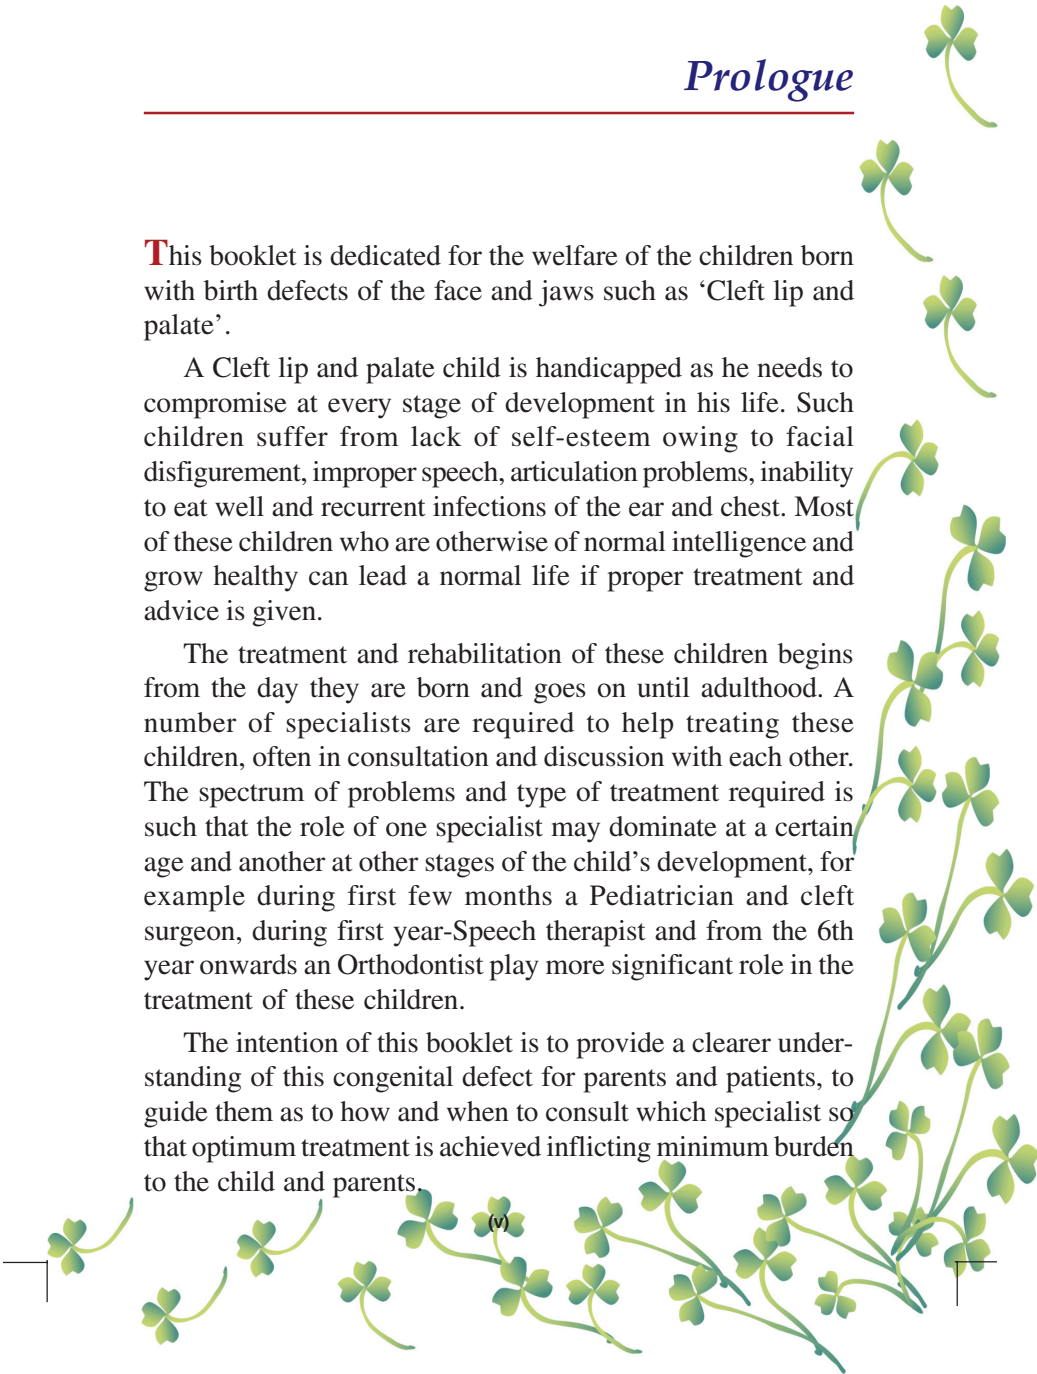 Prologue
This booklet is dedicated for the welfare of the children born
with birth defects of the face and jaws such as ‘Cleft lip and
palate’.
A Cleft lip and palate child is handicapped as he needs to
compromise at every stage of development in his life. Such
children suffer from lack of self-esteem owing to facial
disfigurement, improper speech, articulation problems, inability
to eat well and recurrent infections of the ear and chest. Most
of these children who are otherwise of normal intelligence and
grow healthy can lead a normal life if proper treatment and
advice is given.
The treatment and rehabilitation of these children begins
from the day they are born and goes on until adulthood. A
number of specialists are required to help treating these
children, often in consultation and discussion with each other.
The spectrum of problems and type of treatment required is
such that the role of one specialist may dominate at a certain
age and another at other stages of the child’s development, for
example during first few months a Pediatrician and cleft
surgeon, during first year-Speech therapist and from the 6th
year onwards an Orthodontist play more significant role in the
treatment of these children.
The intention of this booklet is to provide a clearer under-
standing of this congenital defect for parents and patients, to
guide them as to how and when to consult which specialist so
that optimum treatment is achieved inflicting minimum burden
to the child and parents.
(v)